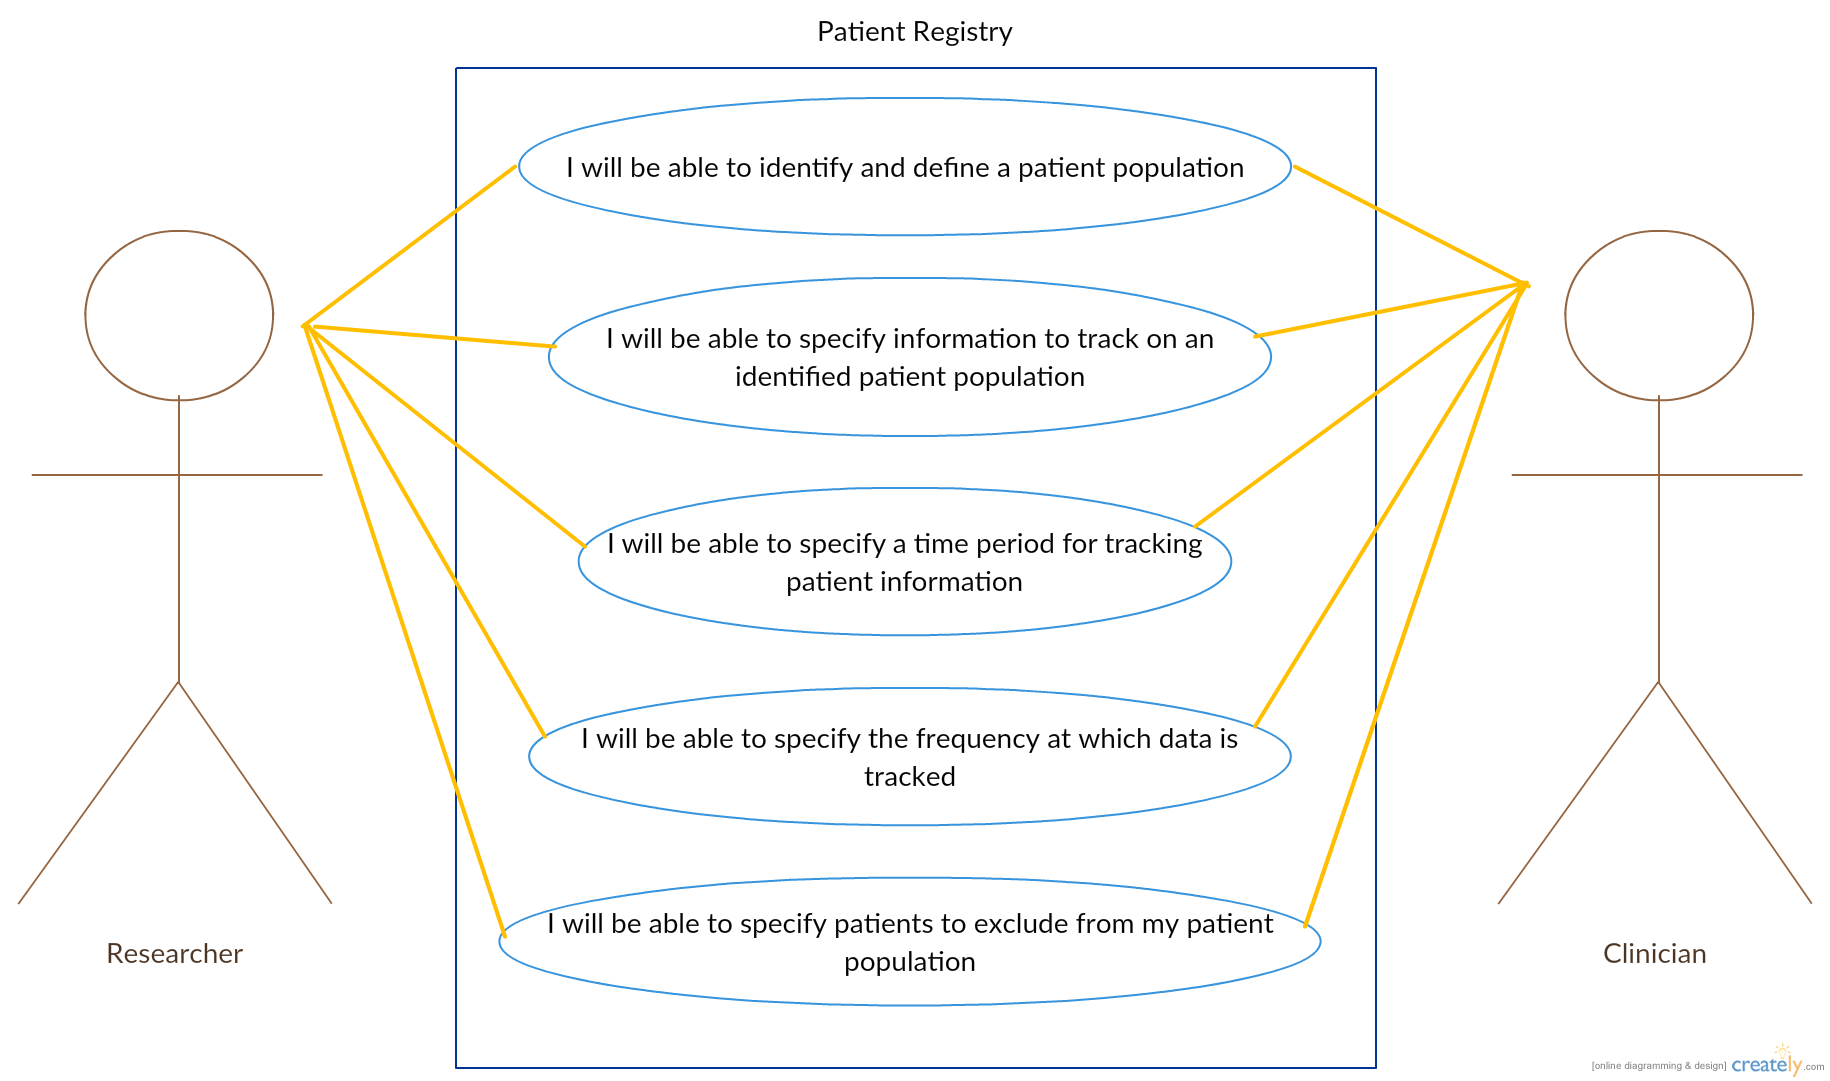 Patient Registry
I will be able to identify and define a patient population
I will be able to specify information to track on an
identified patient population
I will be able to specify a time period for tracking
patient information
I will be able to specify the frequency at which data is
tracked
I will be able to specify patients to exclude from my patient
population
Researcher
Clinician
[online diagramming & design] creately.com